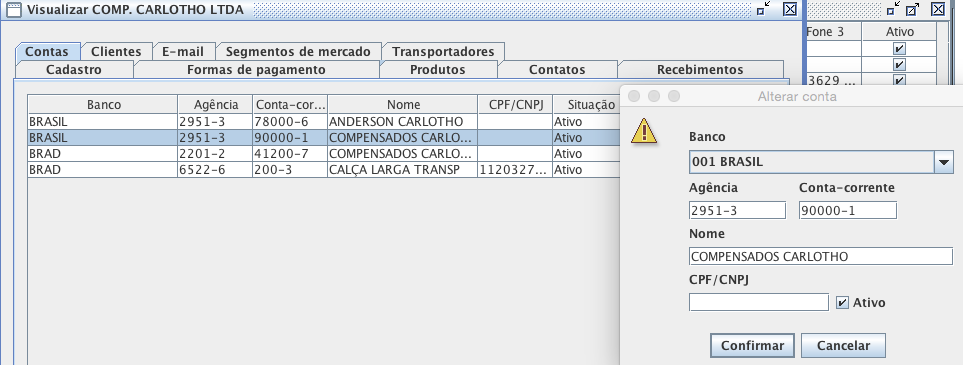 Visualizar COMP. CARLOTHO LTDA
Contas Clientes E-mail Segmentos de mercado Transportadores
Cadastro Formas de pagamento Produtos Contatos Recebimentos
Banco Agência Conta-cor... Nome CPF/CNPJ Situação
BRASIL 2951-3 78000-6 ANDERSON CARLOTHO Ativo
BRASIL 2951-3 90000-1 COMPENSADOS CARLO... Ativo
BRAD 2201-2 41200-7 COMPENSADOS CARLO... Ativo
BRAD 6522-6 200-3 CALÇA LARGA TRANSP 1120327... Ativo
Fone 3 Ativo
3629 ...
Alterar conta
Banco
001 BRASIL
Agência Conta-corrente
2951-3 90000-1
Nome
COMPENSADOS CARLOTHO
CPF/CNPJ
Ativo
Confirmar Cancelar